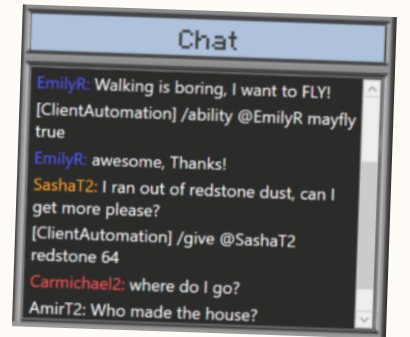 Chat
EmilyR: Walking is boring, I want to FLY!
[ClientAutomation] /ability @EmilyR mayfly
true
EmilyR: awesome, Thanks!
SashaT2: I ran out of redstone dust, can I
get more please?
[ClientAutomation] /give @SashaT2
redstone 64
Carmichael2: where do I go?
AmirT2: Who made the house?